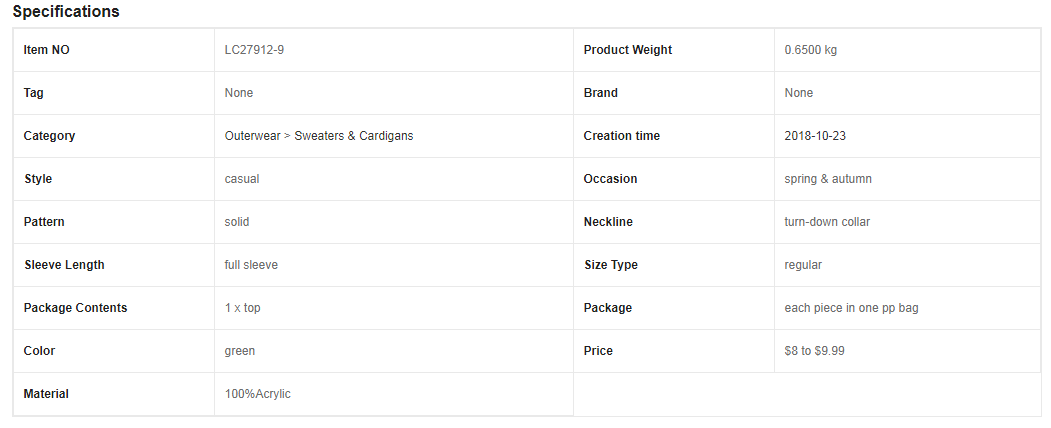 Specifications
Item NO LC27912-9 Product Weight 0.6500 kg
Tag None Brand None
Category Outerwear > Sweaters & Cardigans Creation time 2018-10-23
Style casual Occasion spring & autumn
Pattern solid Neckline turn-down collar
Sleeve Length full sleeve Size Type regular
Package Contents 1 x top Package each piece in one pp bag
Color green Price $8 to $9.99
Material 100%Acrylic